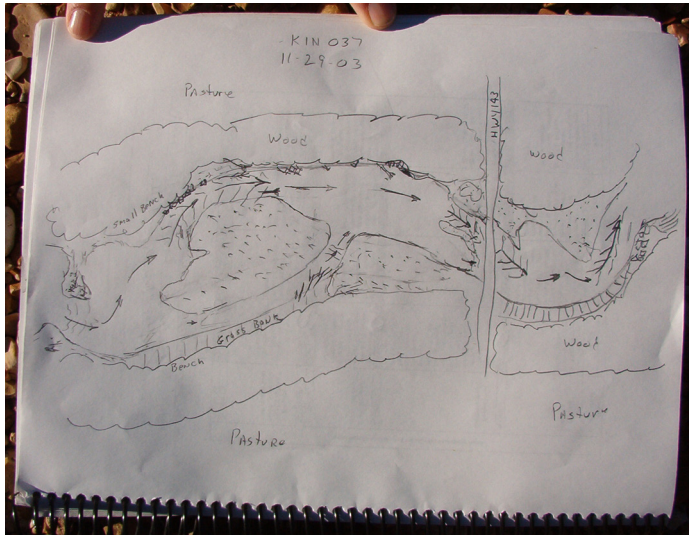 KIN 037
11-29-03
Pasture
Wood
HWY 143
Wood
Small Bench
Grass Bank
Bench
Wood
Pasture
Pasture